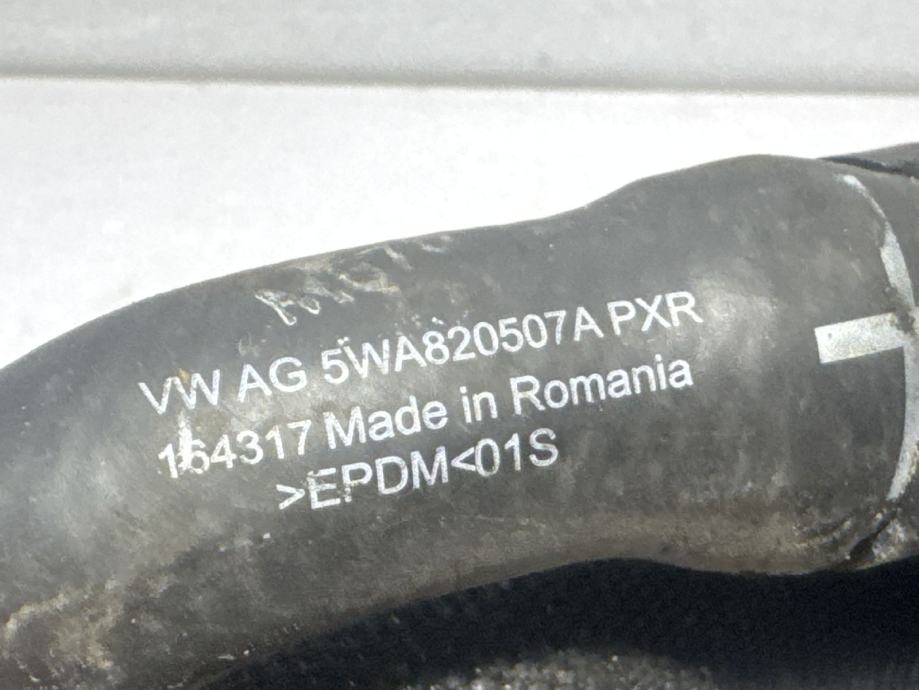 VW AG 5WA820507A PXR
164317 Made in Romania
>EPDM<01S